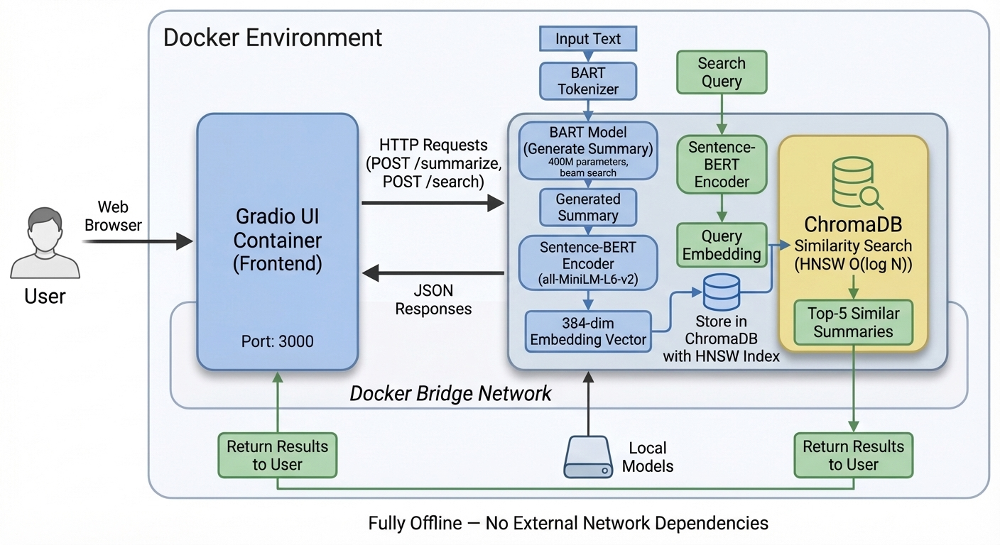 Docker Environment
Input Text
BART
Tokenizer
Search
Query
BART Model
(Generate Summary)
400M parameters,
beam search
Generated
Summary
Sentence-BERT
Encoder
(all-MiniLM-L6-v2)
384-dim
Embedding Vector
Sentence-
BERT
Encoder
Query
Embedding
Store in
ChromaDB
with HNSW Index
ChromaDB
Similarity Search
(HNSW O(log N))
Top-5 Similar
Summaries
HTTP Requests
(POST /summarize,
POST /search)
JSON
Responses
Web
Browser
User
Gradio UI
Container
(Frontend)
Port: 3000
Docker Bridge Network
Return Results
to User
Local
Models
Return Results
to User
Fully Offline — No External Network Dependencies